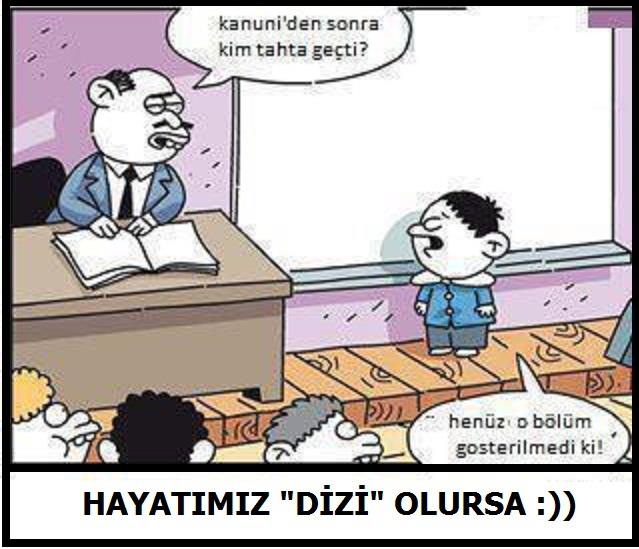 kanuni'den sonra
kim tahta geçti?
henüz o bölüm
gosterilmedi ki!
HAYATIMIZ "DİZİ" OLURSA :))